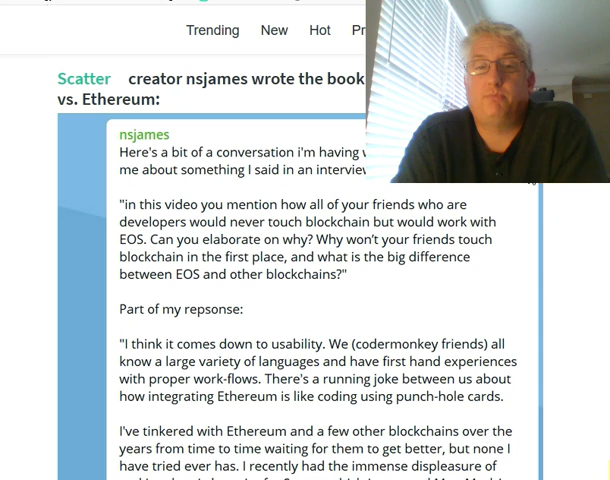 Trending New Hot
Scatter creator nsjames wrote the book
vs. Ethereum:
nsjames
Here's a bit of a conversation i'm having
me about something I said in an interview
"in this video you mention how all of your friends who are
developers would never touch blockchain but would work with
EOS. Can you elaborate on why? Why won't your friends touch
blockchain in the first place, and what is the big difference
between EOS and other blockchains?"
Part of my repsonse:
"I think it comes down to usability. We (codermonkey friends) all
know a large variety of languages and have first hand experiences
with proper work-flows. There's a running joke between us about
how integrating Ethereum is like coding using punch-hole cards.
I've tinkered with Ethereum and a few other blockchains over the
years from time to time waiting for them to get better, but none I
have tried ever has. I recently had the immense displeasure of